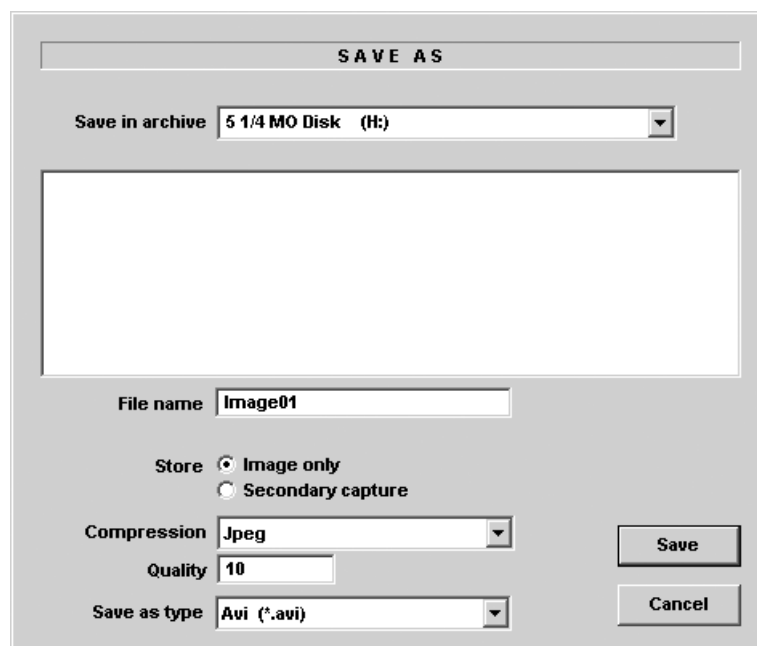 SAVE AS
Save in archive 5 1/4 MO Disk (H:)
File name Image01
Store Image only
Secondary capture
Compression Jpeg
Quality 10
Save as type Avi (*.avi)
Save
Cancel